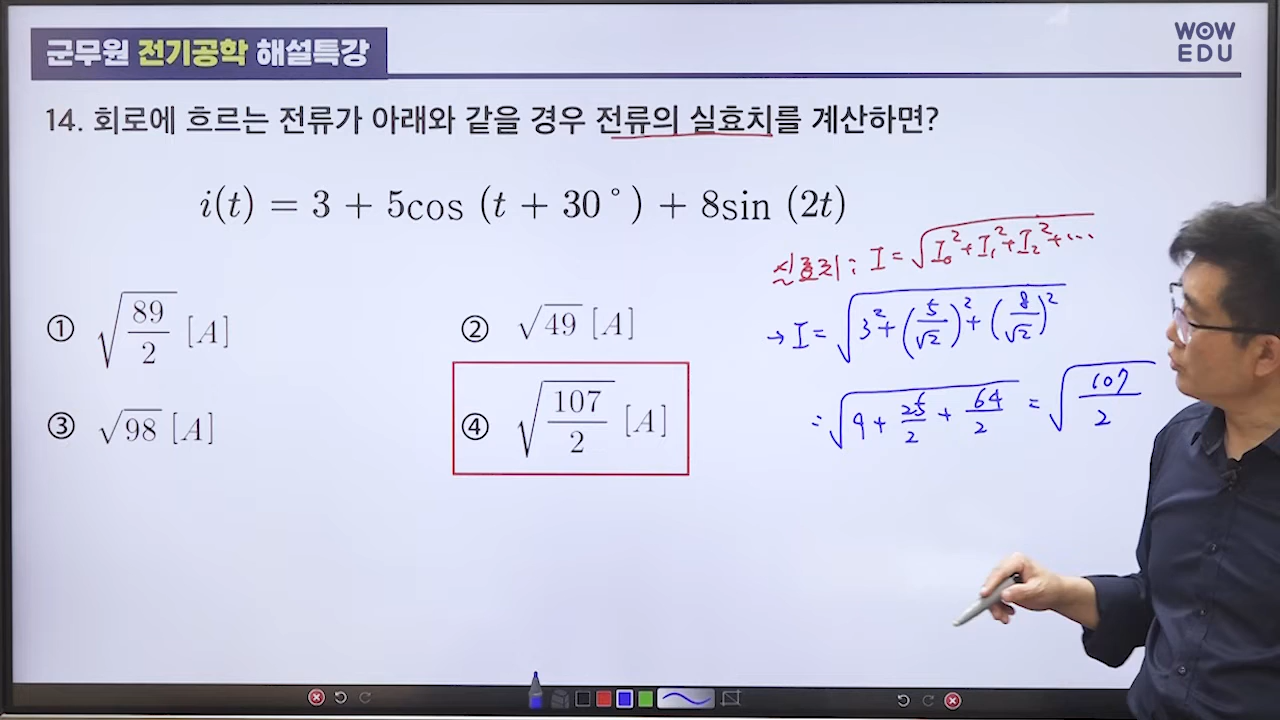 군무원 전기공학 해설특강
WOW
EDU
14. 회로에 흐르는 전류가 아래와 같을 경우 전류의 실효치를 계산하면?
i(t) = 3 + 5cos (t + 30°) + 8sin (2t)
실효치 : I = √(I₀² + I₁² + I₂² + ⋯)
① √(89/2) [A]
② √49 [A]
→ I = √(3² + (5/√2)² + (8/√2)²)
③ √98 [A]
④ √(107/2) [A]
= √(9 + 25/2 + 64/2) = √(107/2)